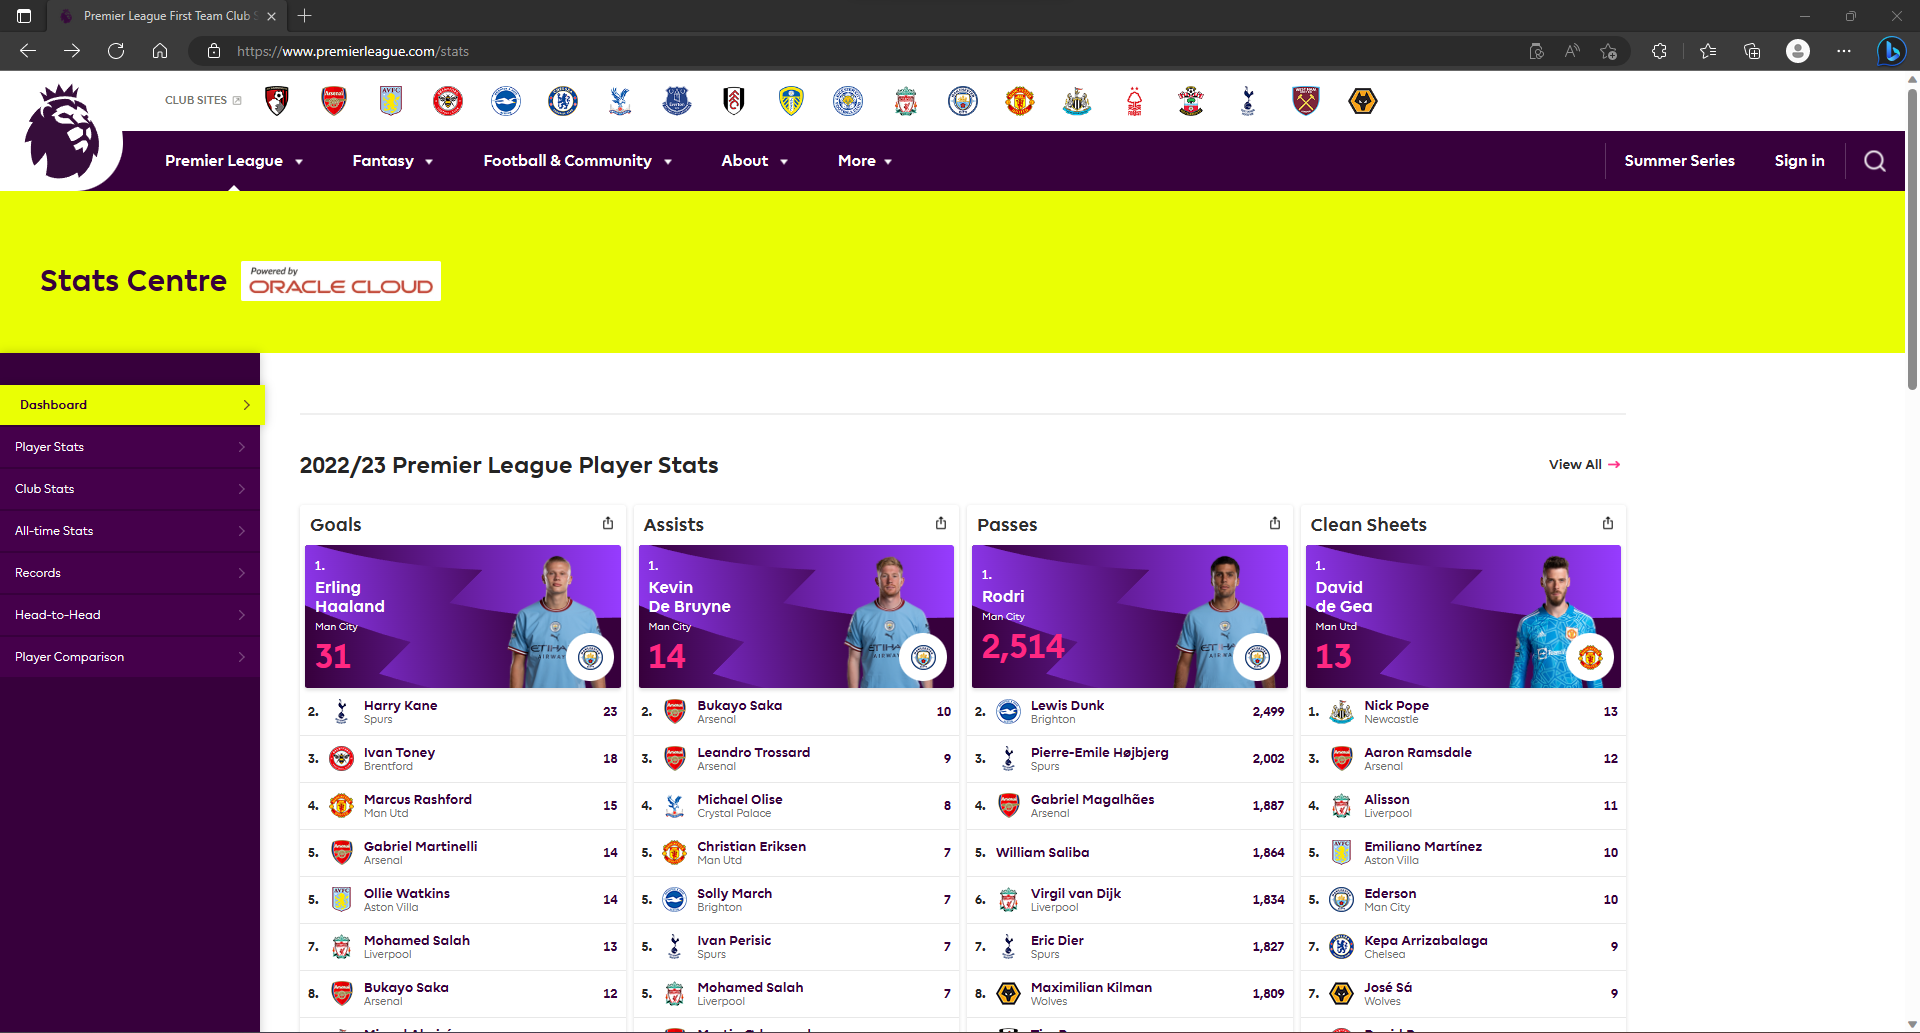 Premier League First Team Club S
https://www.premierleague.com/stats
CLUB SITES
Premier League
Fantasy
Football & Community
About
More
Summer Series
Sign in
Stats Centre
Powered by
ORACLE CLOUD
Dashboard
Player Stats
Club Stats
All-time Stats
Records
Head-to-Head
Player Comparison
2022/23 Premier League Player Stats
View All
Goals
1.
Erling
Haaland
Man City
31
2. Harry Kane 23
Spurs
3. Ivan Toney 18
Brentford
4. Marcus Rashford 15
Man Utd
5. Gabriel Martinelli 14
Arsenal
5. Ollie Watkins 14
Aston Villa
7. Mohamed Salah 13
Liverpool
8. Bukayo Saka 12
Arsenal
Assists
1.
Kevin
De Bruyne
Man City
14
2. Bukayo Saka 10
Arsenal
3. Leandro Trossard 9
Arsenal
4. Michael Olise 8
Crystal Palace
5. Christian Eriksen 7
Man Utd
5. Solly March 7
Brighton
5. Ivan Perisic 7
Spurs
5. Mohamed Salah 7
Liverpool
Passes
1.
Rodri
Man City
2,514
2. Lewis Dunk 2,499
Brighton
3. Pierre-Emile Højbjerg 2,002
Spurs
4. Gabriel Magalhães 1,887
Arsenal
5. William Saliba 1,864
6. Virgil van Dijk 1,834
Liverpool
7. Eric Dier 1,827
Spurs
8. Maximilian Kilman 1,809
Wolves
Clean Sheets
1.
David
de Gea
Man Utd
13
1. Nick Pope 13
Newcastle
3. Aaron Ramsdale 12
Arsenal
4. Alisson 11
Liverpool
5. Emiliano Martínez 10
Aston Villa
5. Ederson 10
Man City
7. Kepa Arrizabalaga 9
Chelsea
7. José Sá 9
Wolves